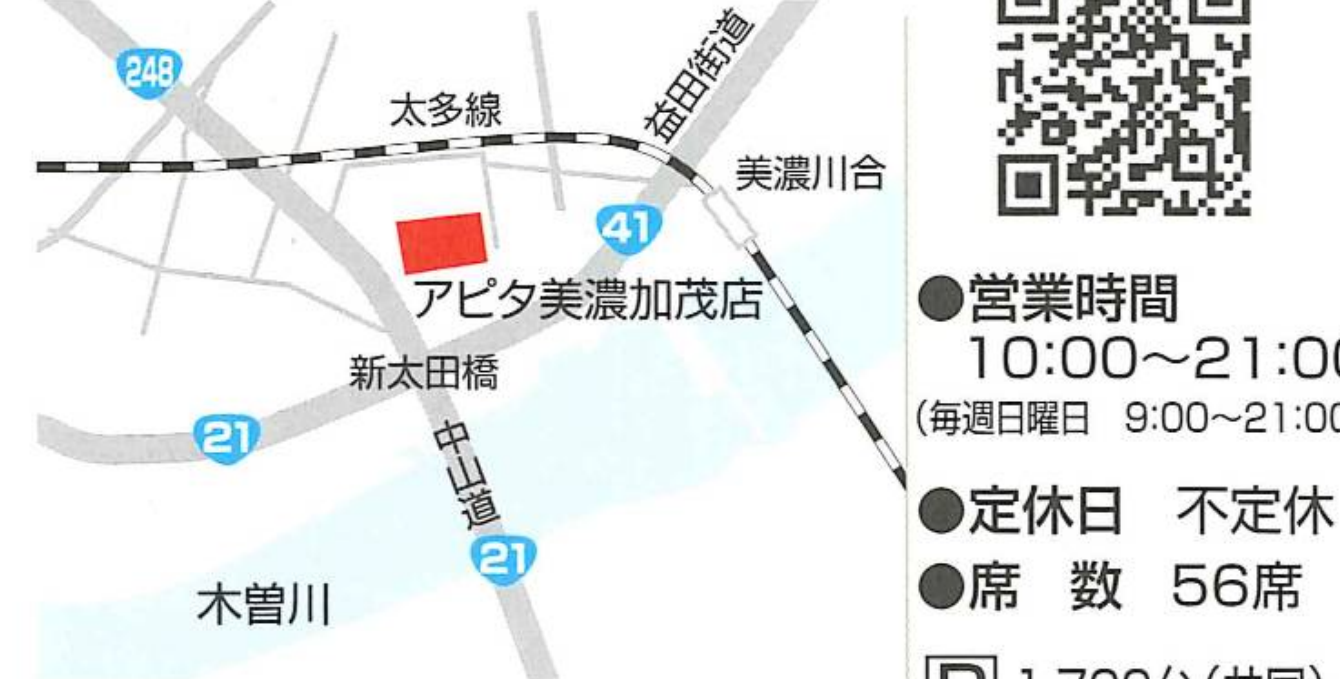 248
太多線
益田街道
美濃川合
41
アピタ美濃加茂店
新太田橋
21
中山道
21
木曽川
●営業時間
10:00〜21:00
(毎週日曜日 9:00〜21:00
●定休日 不定休
●席 数 56席